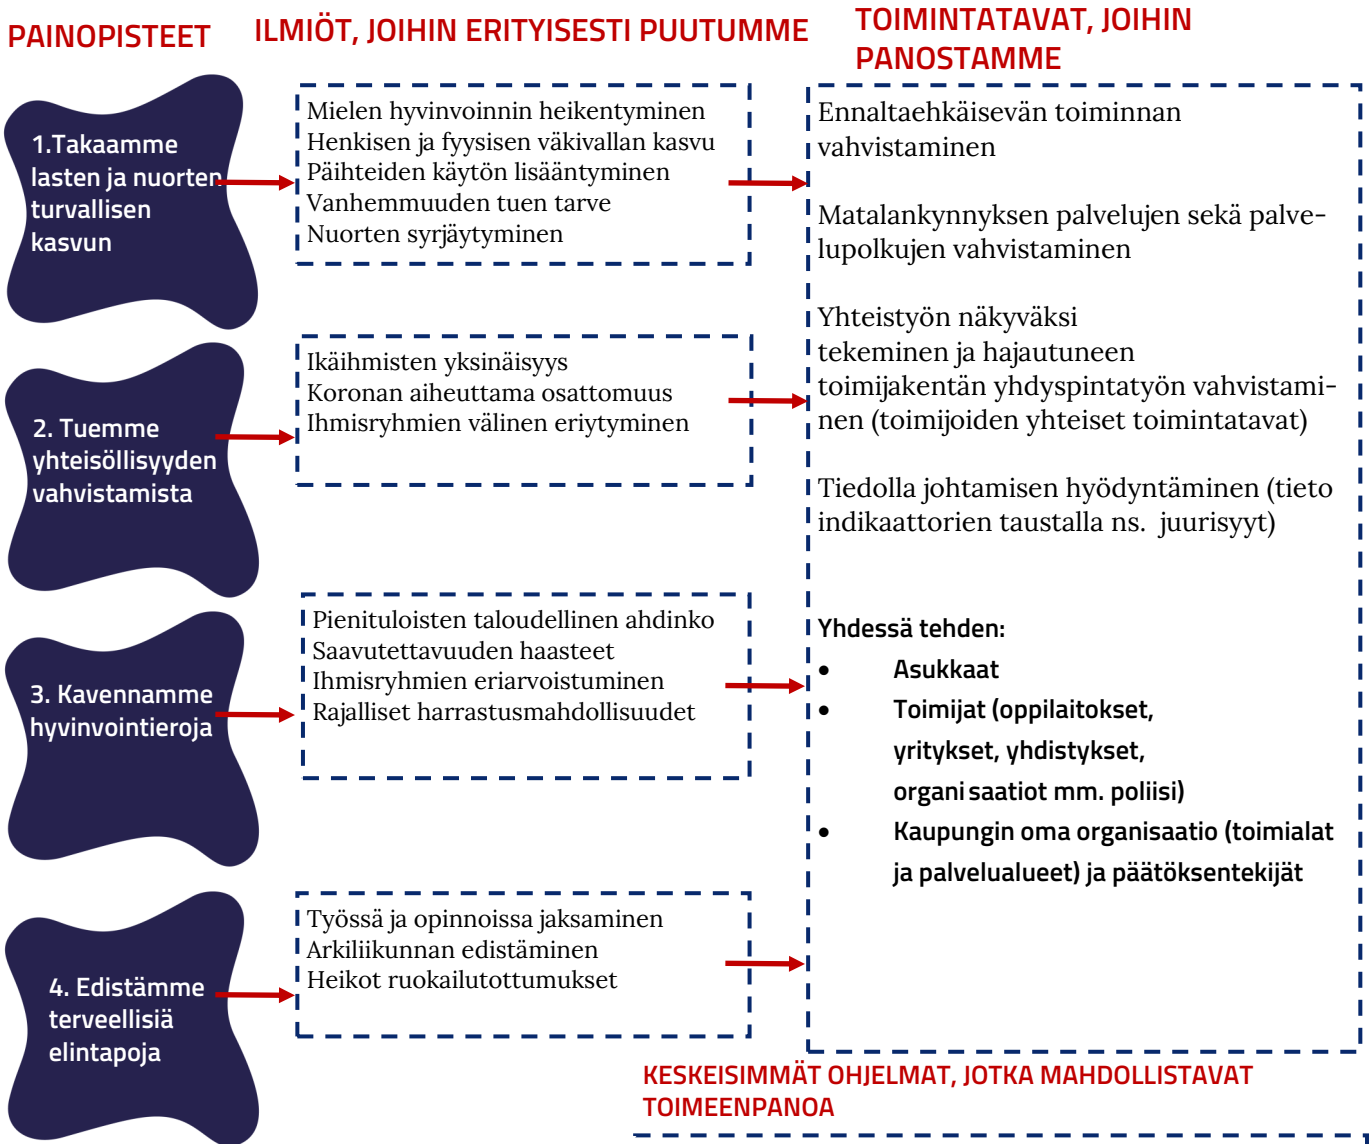 PAINOPISTEET
ILMIÖT, JOIHIN ERITYISESTI PUUTUMME
TOIMINTATAVAT, JOIHIN
PANOSTAMME
1.Takaamme
lasten ja nuorten
turvallisen
kasvun
Mielen hyvinvoinnin heikentyminen
Henkisen ja fyysisen väkivallan kasvu
Päihteiden käytön lisääntyminen
Vanhemmuuden tuen tarve
Nuorten syrjäytyminen
2. Tuemme
yhteisöllisyyden
vahvistamista
Ikäihmisten yksinäisyys
Koronan aiheuttama osattomuus
Ihmisryhmien välinen eriytyminen
3. Kavennamme
hyvinvointieroja
Pienituloisten taloudellinen ahdinko
Saavutettavuuden haasteet
Ihmisryhmien eriarvoistuminen
Rajalliset harrastusmahdollisuudet
4. Edistämme
terveellisiä
elintapoja
Työssä ja opinnoissa jaksaminen
Arkiliikunnan edistäminen
Heikot ruokailutottumukset
Ennaltaehkäisevän toiminnan
vahvistaminen
Matalankynnyksen palvelujen sekä palve-
lupolkujen vahvistaminen
Yhteistyön näkyväksi
tekeminen ja hajautuneen
toimijakentän yhdyspintatyön vahvistami-
nen (toimijoiden yhteiset toimintatavat)
Tiedolla johtamisen hyödyntäminen (tieto
indikaattorien taustalla ns. juurisyyt)
Yhdessä tehden:
• Asukkaat
• Toimijat (oppilaitokset,
yritykset, yhdistykset,
organisaatiot mm. poliisi)
• Kaupungin oma organisaatio (toimialat
ja palvelualueet) ja päätöksentekijät
KESKEISIMMÄT OHJELMAT, JOTKA MAHDOLLISTAVAT
TOIMEENPANOA